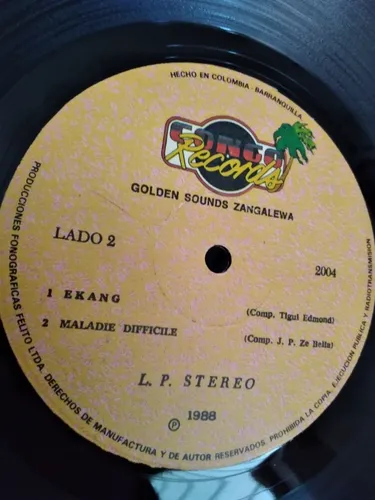 HECHO EN COLOMBIA - BARRANQUILLA
CONGO
Records
GOLDEN SOUNDS ZANGALEWA
LADO 2
2004
1 EKANG
(Comp. Tigui Edmond)
2 MALADIE DIFFICILE
(Comp. J. P. Ze Bella)
L. P. STEREO
℗ 1988
PRODUCCIONES FONOGRAFICAS FELITO LTDA. DERECHOS DE MANUFACTURA Y DE AUTOR RESERVADOS. PROHIBIDA LA COPIA, EJECUCION PUBLICA Y RADIOTRANSMISION